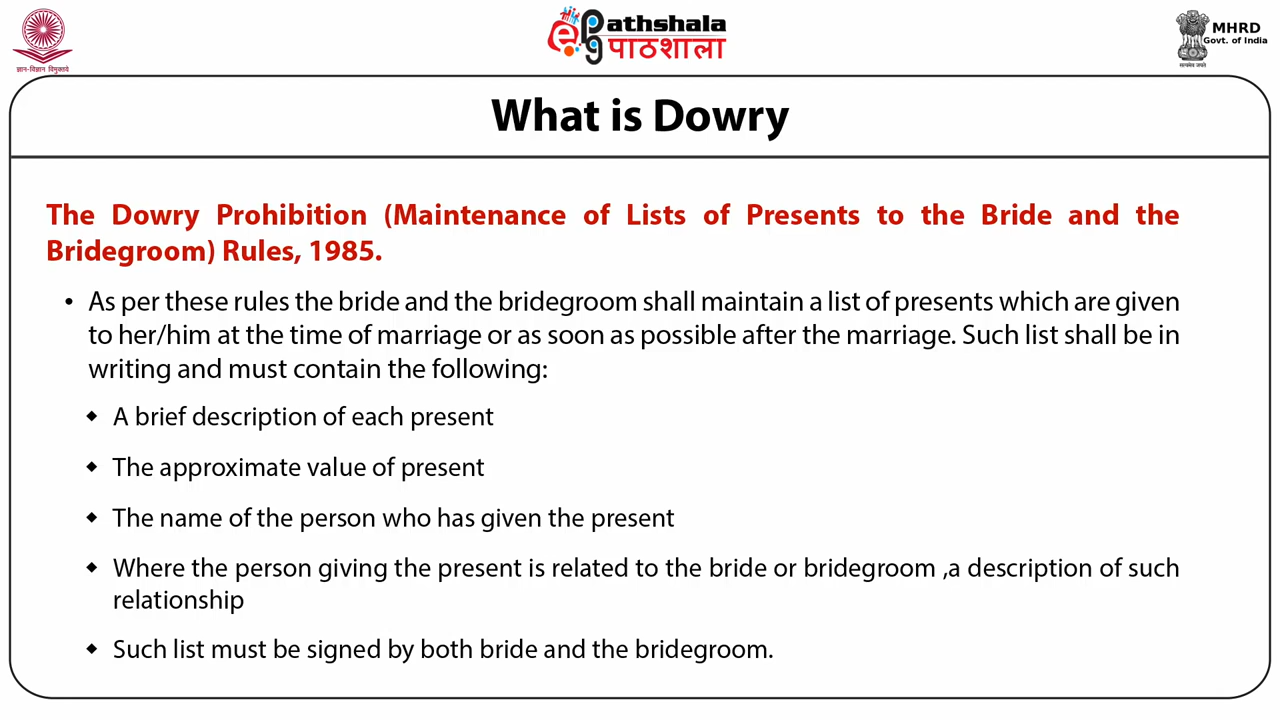 ज्ञान-विज्ञान विमुक्तये
ePG Pathshala
पाठशाला
MHRD
Govt. of India
सत्यमेव जयते
What is Dowry
The Dowry Prohibition (Maintenance of Lists of Presents to the Bride and the
Bridegroom) Rules, 1985.
• As per these rules the bride and the bridegroom shall maintain a list of presents which are given
to her/him at the time of marriage or as soon as possible after the marriage. Such list shall be in
writing and must contain the following:
◆ A brief description of each present
◆ The approximate value of present
◆ The name of the person who has given the present
◆ Where the person giving the present is related to the bride or bridegroom ,a description of such
relationship
◆ Such list must be signed by both bride and the bridegroom.